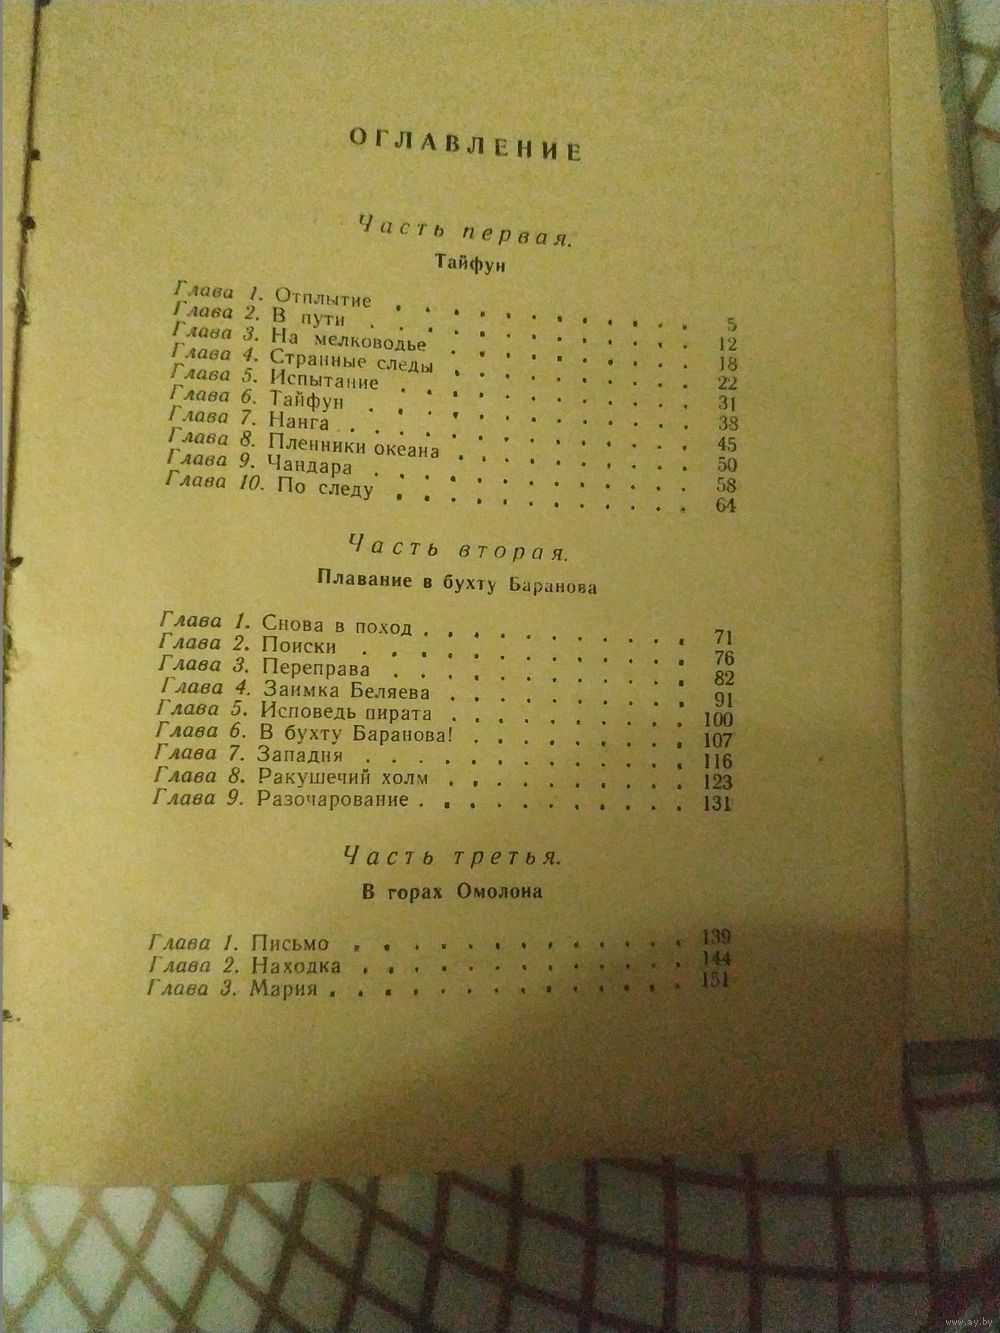 ОГЛАВЛЕНИЕ
Часть первая.
Тайфун
Глава 1. Отплытие . . . . . . . . . . . . 5
Глава 2. В пути . . . . . . . . . . . . 12
Глава 3. На мелководье . . . . . . . . . . 18
Глава 4. Странные следы . . . . . . . . . . 22
Глава 5. Испытание . . . . . . . . . . . . 31
Глава 6. Тайфун . . . . . . . . . . . . 38
Глава 7. Нанга . . . . . . . . . . . . 45
Глава 8. Пленники океана . . . . . . . . . . 50
Глава 9. Чандара . . . . . . . . . . . . 58
Глава 10. По следу . . . . . . . . . . . . 64
Часть вторая.
Плавание в бухту Баранова
Глава 1. Снова в поход . . . . . . . . . . . 71
Глава 2. Поиски . . . . . . . . . . . . 76
Глава 3. Переправа . . . . . . . . . . . 82
Глава 4. Заимка Беляева . . . . . . . . . . 91
Глава 5. Исповедь пирата . . . . . . . . . . 100
Глава 6. В бухту Баранова! . . . . . . . . . 107
Глава 7. Западня . . . . . . . . . . . . 116
Глава 8. Ракушечий холм . . . . . . . . . . 123
Глава 9. Разочарование . . . . . . . . . . . 131
Часть третья.
В горах Омолона
Глава 1. Письмо . . . . . . . . . . . . 139
Глава 2. Находка . . . . . . . . . . . . 144
Глава 3. Мария . . . . . . . . . . . . . 151
www.ay.by